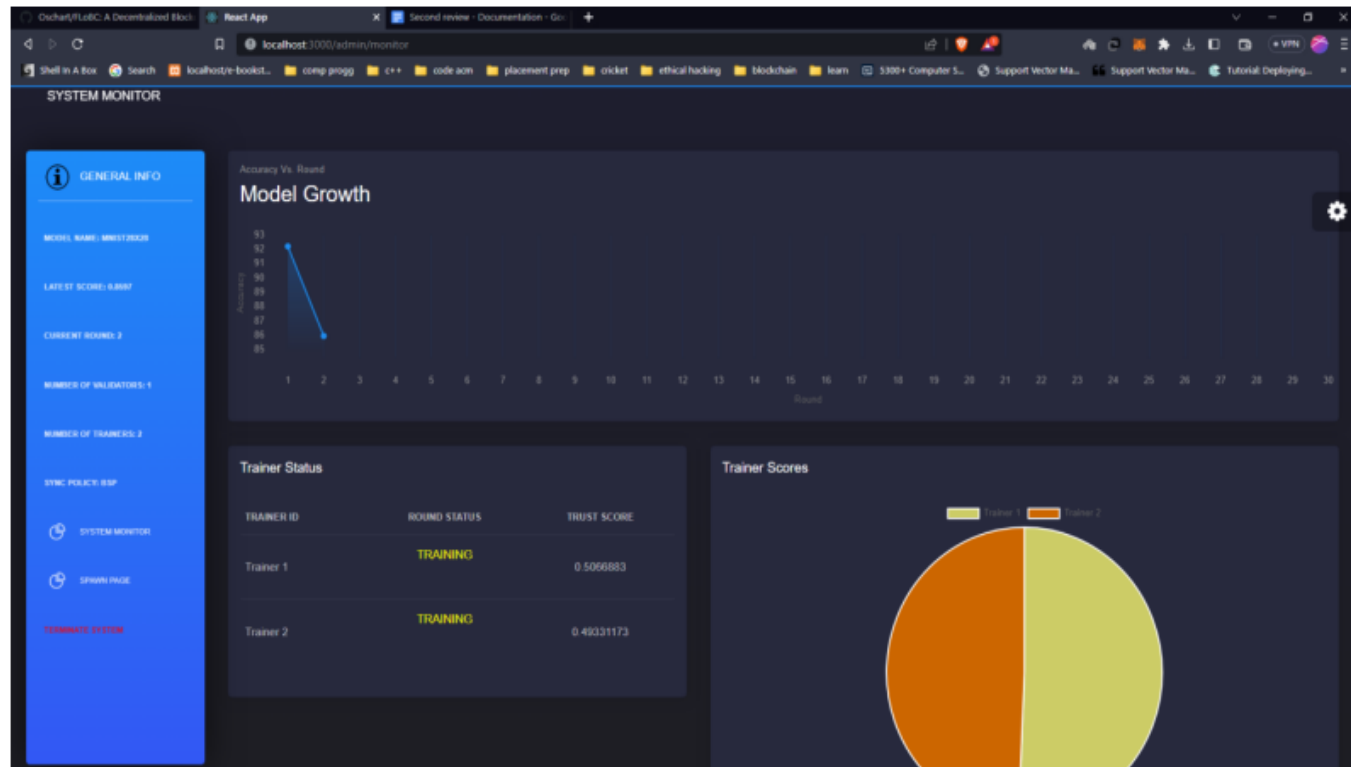 Oschart/FLoBC: A Decentralized Block
React App
Second review - Documentation - Goo
localhost:3000/admin/monitor
VPN
Shell In A Box
Search
localhost/e-bookst...
comp progg
c++
code aon
placement prep
cricket
ethical hacking
blockchain
learn
5300+ Computer S...
Support Vector Ma...
Support Vector Ma...
Tutorial: Deploying...
SYSTEM MONITOR
GENERAL INFO
MODEL NAME: MNIST28X28
LATEST SCORE: 0.8597
CURRENT ROUND: 2
NUMBER OF VALIDATORS: 1
NUMBER OF TRAINERS: 2
SYNC POLICY: BSP
SYSTEM MONITOR
SPAWN PAGE
TERMINATE SYSTEM
Accuracy Vs. Round
Model Growth
93
92
91
90
89
88
87
86
85
Accuracy
1 2 3 4 5 6 7 8 9 10 11 12 13 14 15 16 17 18 19 20 21 22 23 24 25 26 27 28 29 30
Round
Trainer Status
TRAINER ID ROUND STATUS TRUST SCORE
Trainer 1 TRAINING 0.5066883
Trainer 2 TRAINING 0.49331173
Trainer Scores
Trainer 1 Trainer 2